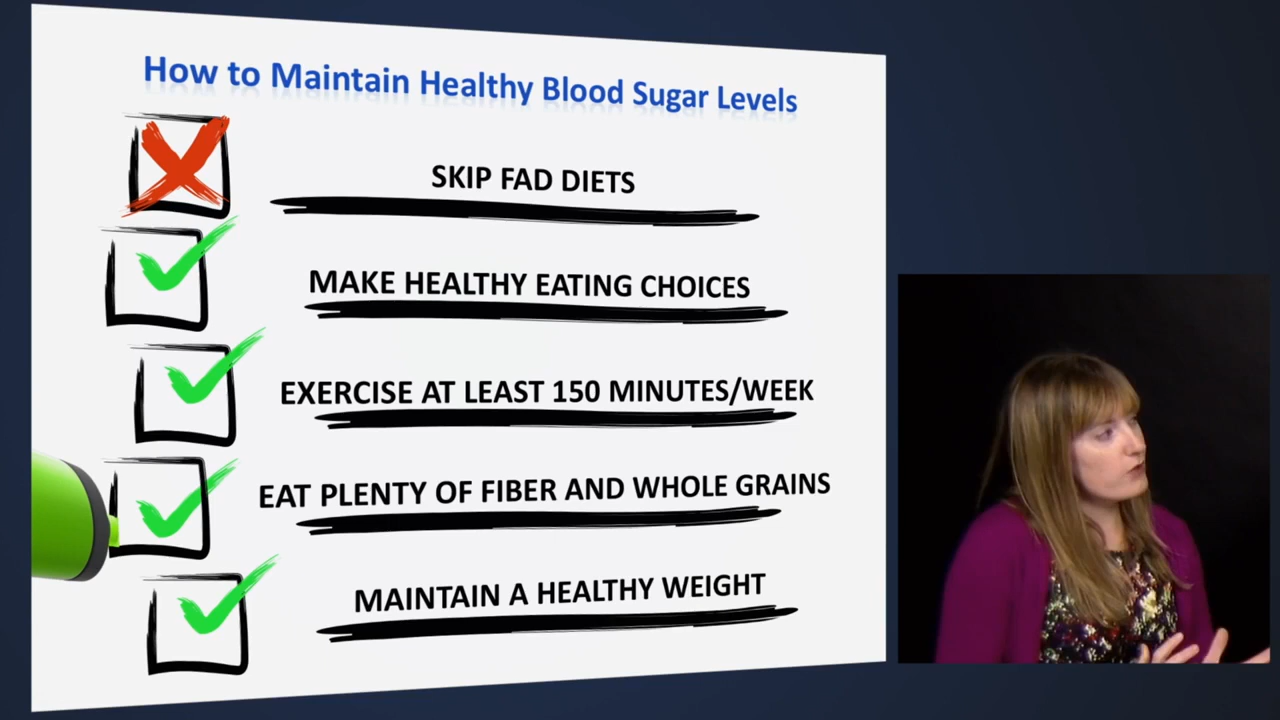 How to Maintain Healthy Blood Sugar Levels
SKIP FAD DIETS
MAKE HEALTHY EATING CHOICES
EXERCISE AT LEAST 150 MINUTES/WEEK
EAT PLENTY OF FIBER AND WHOLE GRAINS
MAINTAIN A HEALTHY WEIGHT